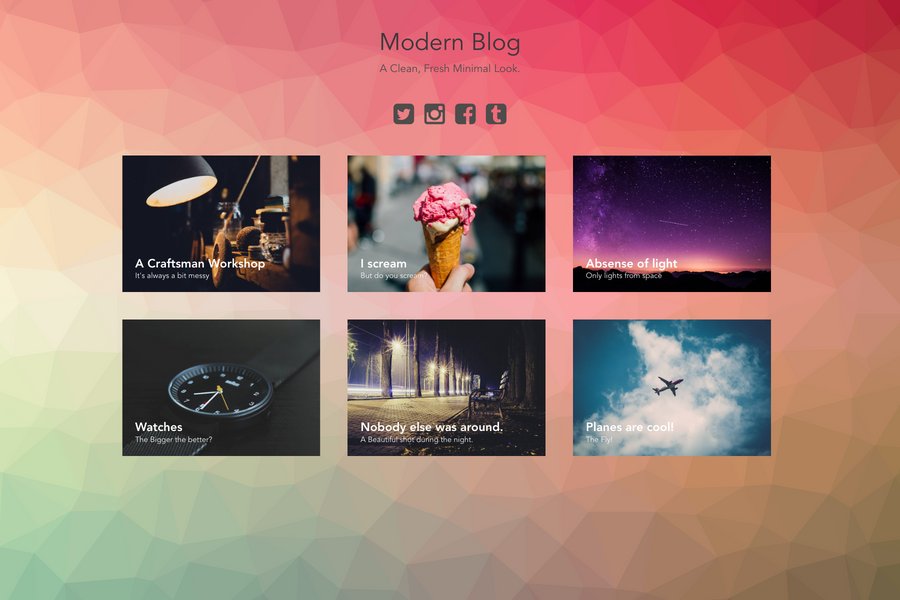 Modern Blog
A Clean, Fresh Minimal Look.
A Craftsman Workshop
It's always a bit messy
I scream
But do you scream?
Absense of light
Only lights from space
Watches
The Bigger the better?
Nobody else was around.
A Beautiful shot during the night.
Planes are cool!
The Fly!